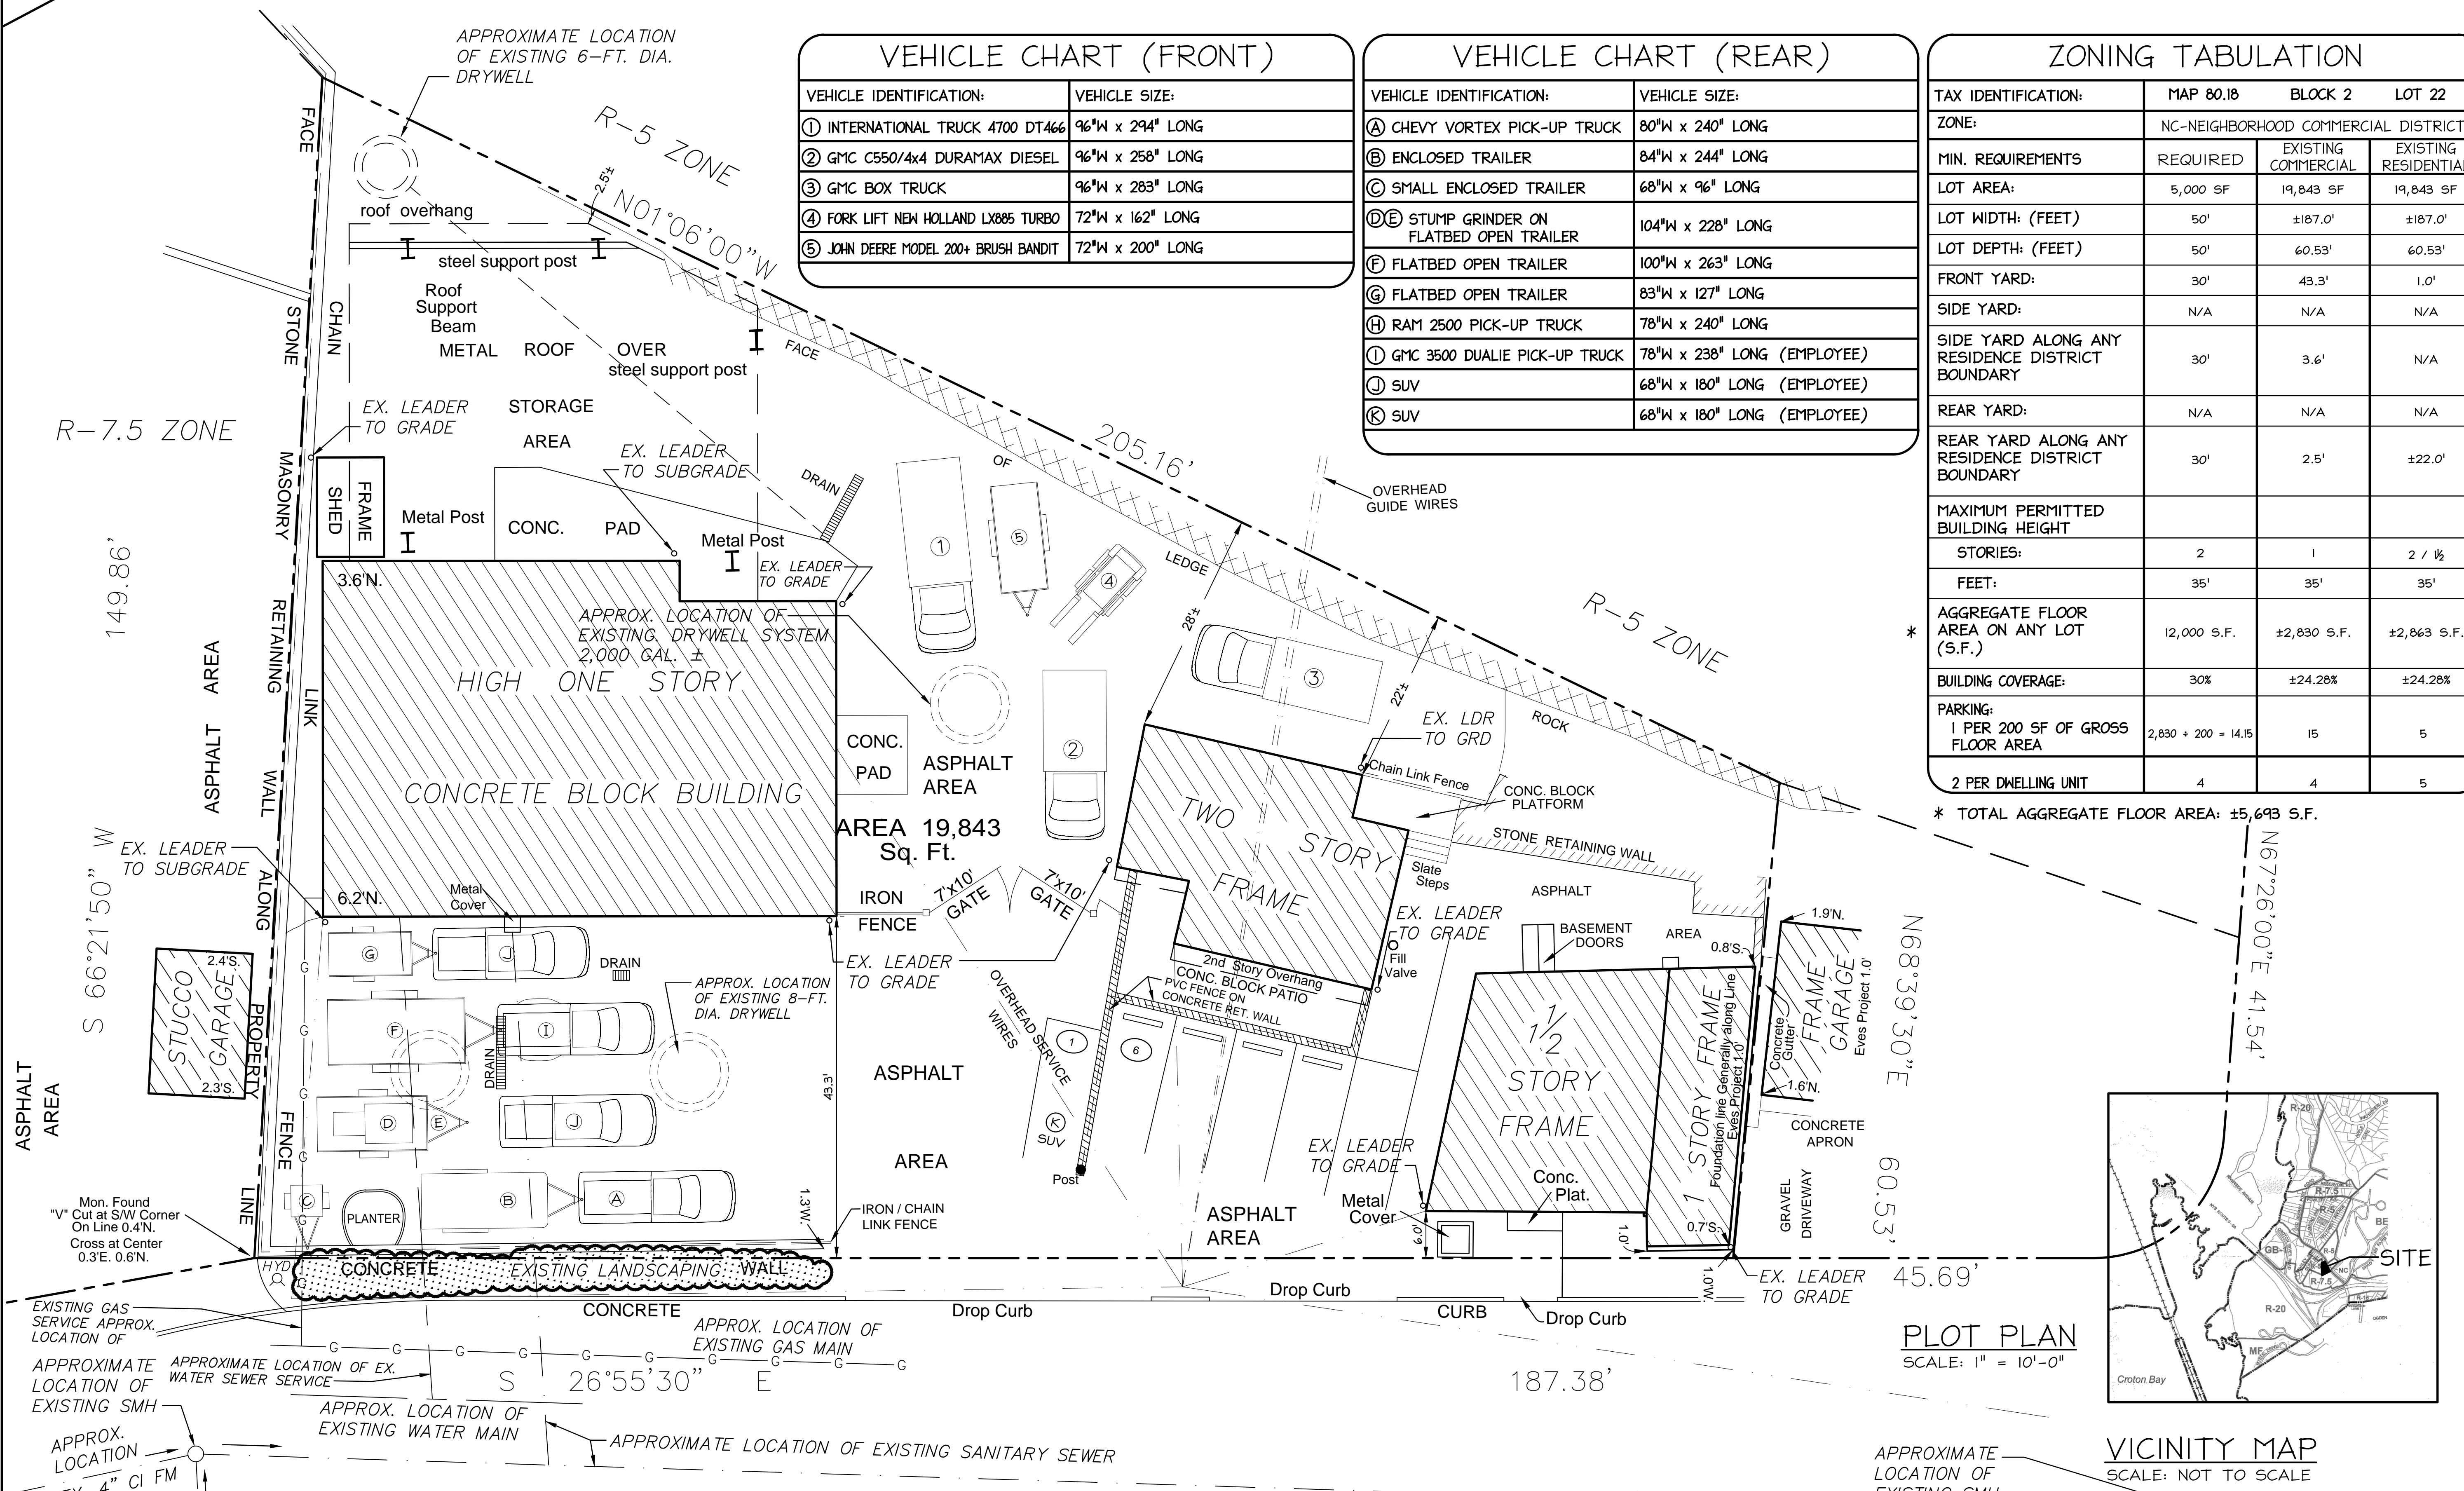 APPROXIMATE LOCATION
OF EXISTING 6-FT. DIA.
DRYWELL
VEHICLE CHART (FRONT)
VEHICLE IDENTIFICATION: VEHICLE SIZE:
1 INTERNATIONAL TRUCK 4700 DT466 96"W x 294" LONG
2 GMC C550/4x4 DURAMAX DIESEL 96"W x 258" LONG
3 GMC BOX TRUCK 96"W x 283" LONG
4 FORK LIFT NEW HOLLAND LX885 TURBO 72"W x 162" LONG
5 JOHN DEERE MODEL 200+ BRUSH BANDIT 72"W x 200" LONG
VEHICLE CHART (REAR)
VEHICLE IDENTIFICATION: VEHICLE SIZE:
A CHEVY VORTEX PICK-UP TRUCK 80"W x 240" LONG
B ENCLOSED TRAILER 84"W x 244" LONG
C SMALL ENCLOSED TRAILER 68"W x 96" LONG
D E STUMP GRINDER ON
FLATBED OPEN TRAILER 104"W x 228" LONG
F FLATBED OPEN TRAILER 100"W x 263" LONG
G FLATBED OPEN TRAILER 83"W x 127" LONG
H RAM 2500 PICK-UP TRUCK 78"W x 240" LONG
I GMC 3500 DUALIE PICK-UP TRUCK 78"W x 238" LONG (EMPLOYEE)
J SUV 68"W x 180" LONG (EMPLOYEE)
K SUV 68"W x 180" LONG (EMPLOYEE)
ZONING TABULATION
TAX IDENTIFICATION: MAP 80.18 BLOCK 2 LOT 22
ZONE: NC-NEIGHBORHOOD COMMERCIAL DISTRICT
MIN. REQUIREMENTS REQUIRED EXISTING COMMERCIAL EXISTING RESIDENTIAL
LOT AREA: 5,000 SF 19,843 SF 19,843 SF
LOT WIDTH: (FEET) 50' ±187.0' ±187.0'
LOT DEPTH: (FEET) 50' 60.53' 60.53'
FRONT YARD: 30' 43.3' 1.0'
SIDE YARD: N/A N/A N/A
SIDE YARD ALONG ANY
RESIDENCE DISTRICT
BOUNDARY 30' 3.6' N/A
REAR YARD: N/A N/A N/A
REAR YARD ALONG ANY
RESIDENCE DISTRICT
BOUNDARY 30' 2.5' ±22.0'
MAXIMUM PERMITTED
BUILDING HEIGHT
STORIES: 2 1 2 / 1½
FEET: 35' 35' 35'
* AGGREGATE FLOOR
AREA ON ANY LOT
(S.F.) 12,000 S.F. ±2,830 S.F. ±2,863 S.F.
BUILDING COVERAGE: 30% ±24.28% ±24.28%
PARKING:
1 PER 200 SF OF GROSS
FLOOR AREA 2,830 ÷ 200 = 14.15 15 5
2 PER DWELLING UNIT 4 4 5
* TOTAL AGGREGATE FLOOR AREA: ±5,693 S.F.
R-5 ZONE
N01°06'00"W
205.16'
2.5'±
roof overhang
steel support post
Roof
Support
Beam
METAL ROOF OVER
steel support post
STORAGE
AREA
FACE
STONE
MASONRY
RETAINING
WALL
ALONG
PROPERTY
LINE
CHAIN
LINK
FENCE
R-7.5 ZONE
149.86'
S 66°21'50" W
EX. LEADER
TO GRADE
EX. LEADER
TO SUBGRADE
DRAIN
FRAME
SHED
Metal Post
CONC. PAD
Metal Post
EX. LEADER
TO GRADE
FACE
OF
LEDGE
ROCK
OVERHEAD
GUIDE WIRES
R-5 ZONE
1
5
4
3
2
28'±
22'±
3.6'N.
APPROX. LOCATION OF
EXISTING. DRYWELL SYSTEM
2,000 GAL. ±
HIGH ONE STORY
CONCRETE BLOCK BUILDING
6.2'N.
Metal
Cover
CONC.
PAD
ASPHALT
AREA
AREA 19,843
Sq. Ft.
ASPHALT AREA
EX. LEADER
TO SUBGRADE
IRON
FENCE
7'x10'
GATE
7'x10'
GATE
EX. LDR
TO GRD
Chain Link Fence
CONC. BLOCK
PLATFORM
STONE RETAINING WALL
Slate
Steps
ASPHALT
AREA
TWO
STORY
FRAME
EX. LEADER
TO GRADE
Fill
Valve
BASEMENT
DOORS
2nd Story Overhang
CONC. BLOCK PATIO
PVC FENCE ON
CONCRETE RET. WALL
EX. LEADER
TO GRADE
OVERHEAD SERVICE
WIRES
1
6
K
SUV
Post
G
J
DRAIN
APPROX. LOCATION
OF EXISTING 8-FT.
DIA. DRYWELL
F
I
DRAIN
D
E
J
C
PLANTER
B
A
43.3'
1.3'W.
IRON / CHAIN
LINK FENCE
ASPHALT
AREA
ASPHALT
AREA
2.4'S.
STUCCO
GARAGE
2.3'S.
ASPHALT
AREA
Mon. Found
"V" Cut at S/W Corner
On Line 0.4'N.
Cross at Center
0.3'E. 0.6'N.
HYD
CONCRETE WALL
EXISTING LANDSCAPING
1 1/2
STORY
FRAME
1 STORY FRAME
Foundation line Generally along Line
Eves Project 1.0'
0.8'S.
0.7'S.
1.9'N.
1.6'N.
Concrete
Gutter
FRAME
GARAGE
Eves Project 1.0'
CONCRETE
APRON
GRAVEL
DRIVEWAY
N68°39'30"E
60.53'
N67°26'00"E 41.54'
EX. LEADER
TO GRADE
Metal
Cover
Conc.
Plat.
6.0'
1.0'
1.0'W.
EX. LEADER
TO GRADE
45.69'
CONCRETE
Drop Curb
Drop Curb
CURB
Drop Curb
EXISTING GAS
SERVICE APPROX.
LOCATION OF
APPROX. LOCATION OF
EXISTING GAS MAIN
G G G G G G G G G G
APPROXIMATE
LOCATION OF
EXISTING SMH
APPROXIMATE LOCATION OF EX.
WATER SEWER SERVICE
S 26°55'30" E
187.38'
APPROX. LOCATION OF
EXISTING WATER MAIN
APPROXIMATE LOCATION OF EXISTING SANITARY SEWER
APPROX.
LOCATION
EX. 4" CI FM
PLOT PLAN
SCALE: 1" = 10'-0"
R-20
R-7.5
R-5
BE
GB-1
NC
R-7.5
R-20
MF
SITE
Croton Bay
VICINITY MAP
SCALE: NOT TO SCALE
APPROXIMATE
LOCATION OF
EXISTING SMH